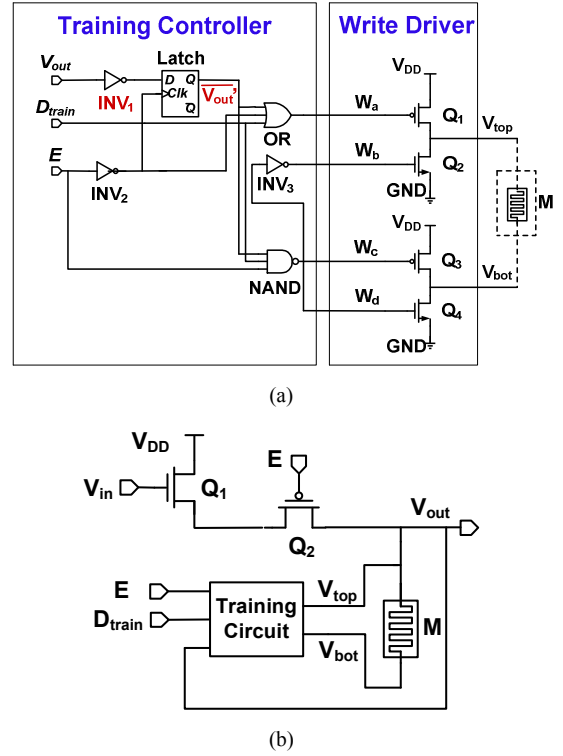 Training Controller
Write Driver
Latch
V_out
D Q
Clk
Q̅
INV1
V̅_out'
D_train
OR
E
INV2
INV3
NAND
W_a
W_b
W_c
W_d
V_DD
Q1
V_top
Q2
GND
M
V_DD
Q3
V_bot
Q4
GND
(a)
V_DD
E
V_in
Q1
V_out
Q2
E
V_top
D_train
Training
Circuit
M
V_bot
(b)